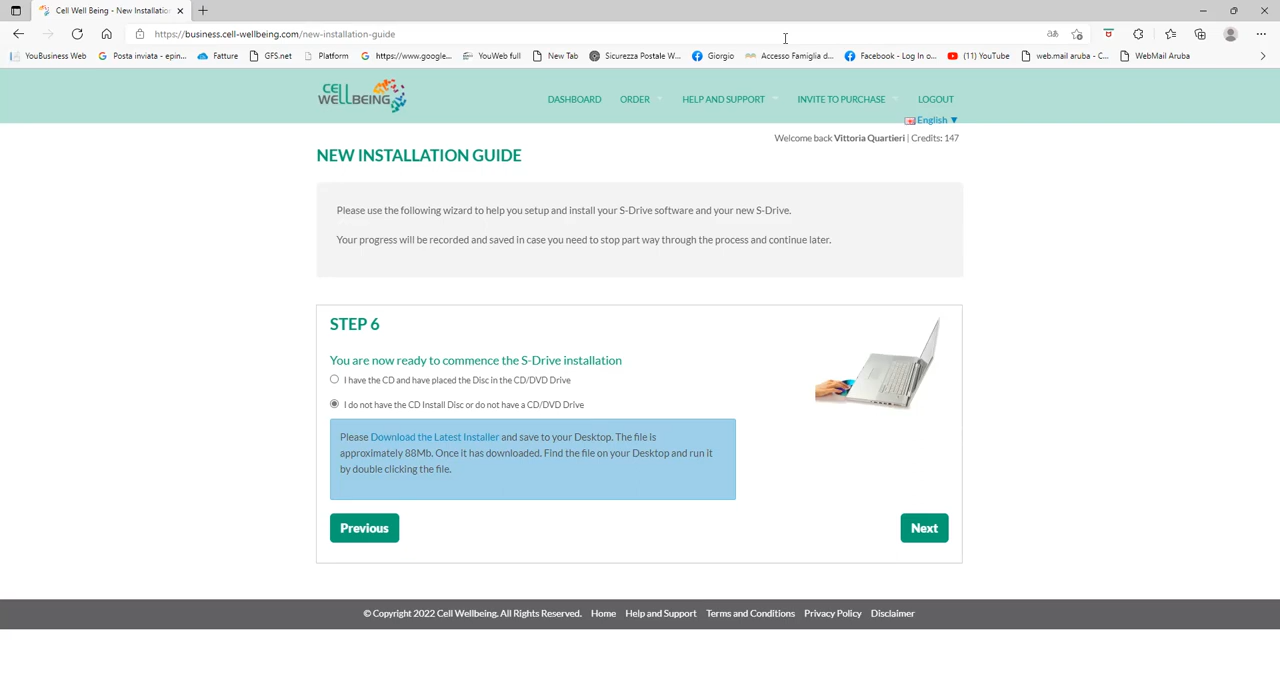 Cell Well Being - New Installation
https://business.cell-wellbeing.com/new-installation-guide
YouBusiness Web
Posta inviata - epin...
Fatture
GFS.net
Platform
https://www.google...
YouWeb full
New Tab
Sicurezza Postale W...
Giorgio
Accesso Famiglia d...
Facebook - Log In o...
(11) YouTube
web.mail aruba - C...
WebMail Aruba
CELL
WELLBEING
DASHBOARD
ORDER
HELP AND SUPPORT
INVITE TO PURCHASE
LOGOUT
English ▼
Welcome back Vittoria Quartieri | Credits: 147
NEW INSTALLATION GUIDE
Please use the following wizard to help you setup and install your S-Drive software and your new S-Drive.
Your progress will be recorded and saved in case you need to stop part way through the process and continue later.
STEP 6
You are now ready to commence the S-Drive installation
I have the CD and have placed the Disc in the CD/DVD Drive
I do not have the CD Install Disc or do not have a CD/DVD Drive
Please Download the Latest Installer and save to your Desktop. The file is
approximately 88Mb. Once it has downloaded. Find the file on your Desktop and run it
by double clicking the file.
Previous
Next
© Copyright 2022 Cell Wellbeing. All Rights Reserved.
Home
Help and Support
Terms and Conditions
Privacy Policy
Disclaimer